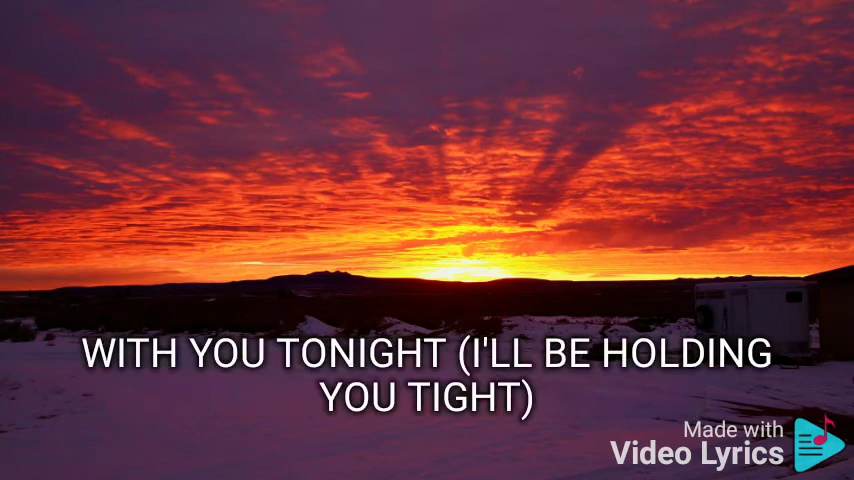 WITH YOU TONIGHT (I'LL BE HOLDING
YOU TIGHT)
Made with
Video Lyrics